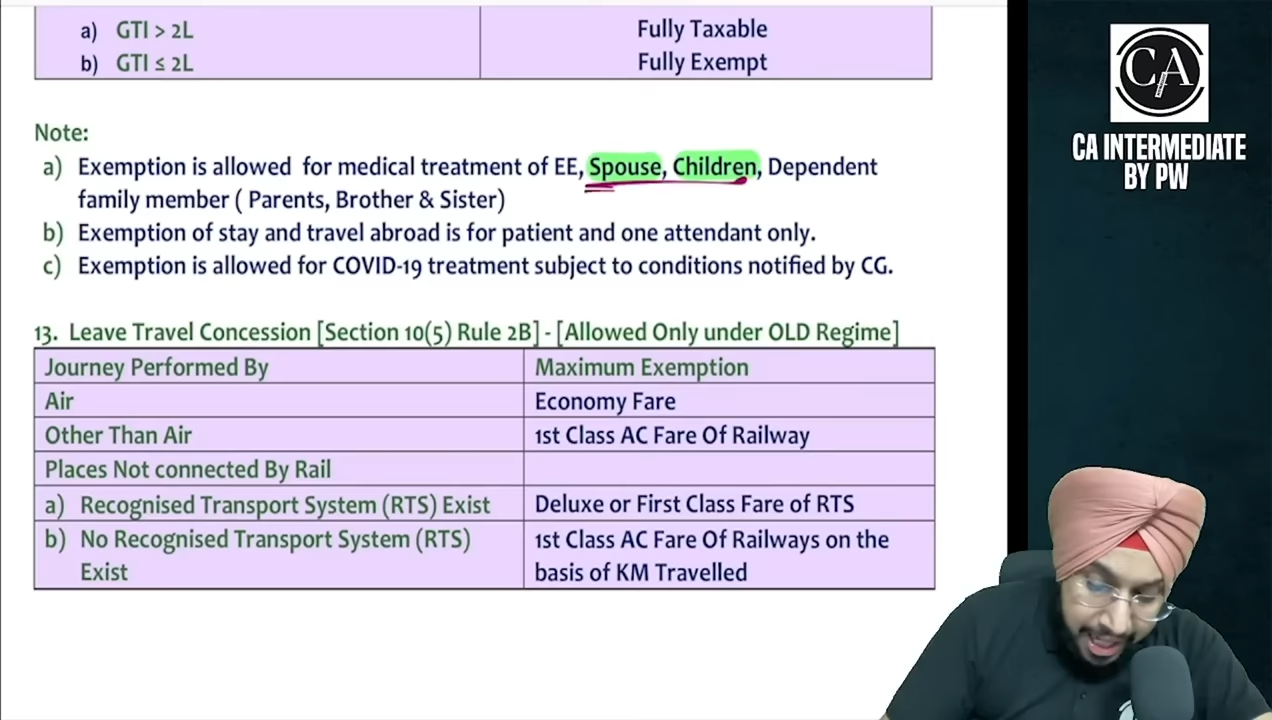 a) GTI > 2L
Fully Taxable
b) GTI ≤ 2L
Fully Exempt
Note:
a) Exemption is allowed for medical treatment of EE, Spouse, Children, Dependent
family member ( Parents, Brother & Sister)
b) Exemption of stay and travel abroad is for patient and one attendant only.
c) Exemption is allowed for COVID-19 treatment subject to conditions notified by CG.
13. Leave Travel Concession [Section 10(5) Rule 2B] - [Allowed Only under OLD Regime]
Journey Performed By
Maximum Exemption
Air
Economy Fare
Other Than Air
1st Class AC Fare Of Railway
Places Not connected By Rail
a) Recognised Transport System (RTS) Exist
Deluxe or First Class Fare of RTS
b) No Recognised Transport System (RTS)
Exist
1st Class AC Fare Of Railways on the
basis of KM Travelled
CA
CA INTERMEDIATE
BY PW